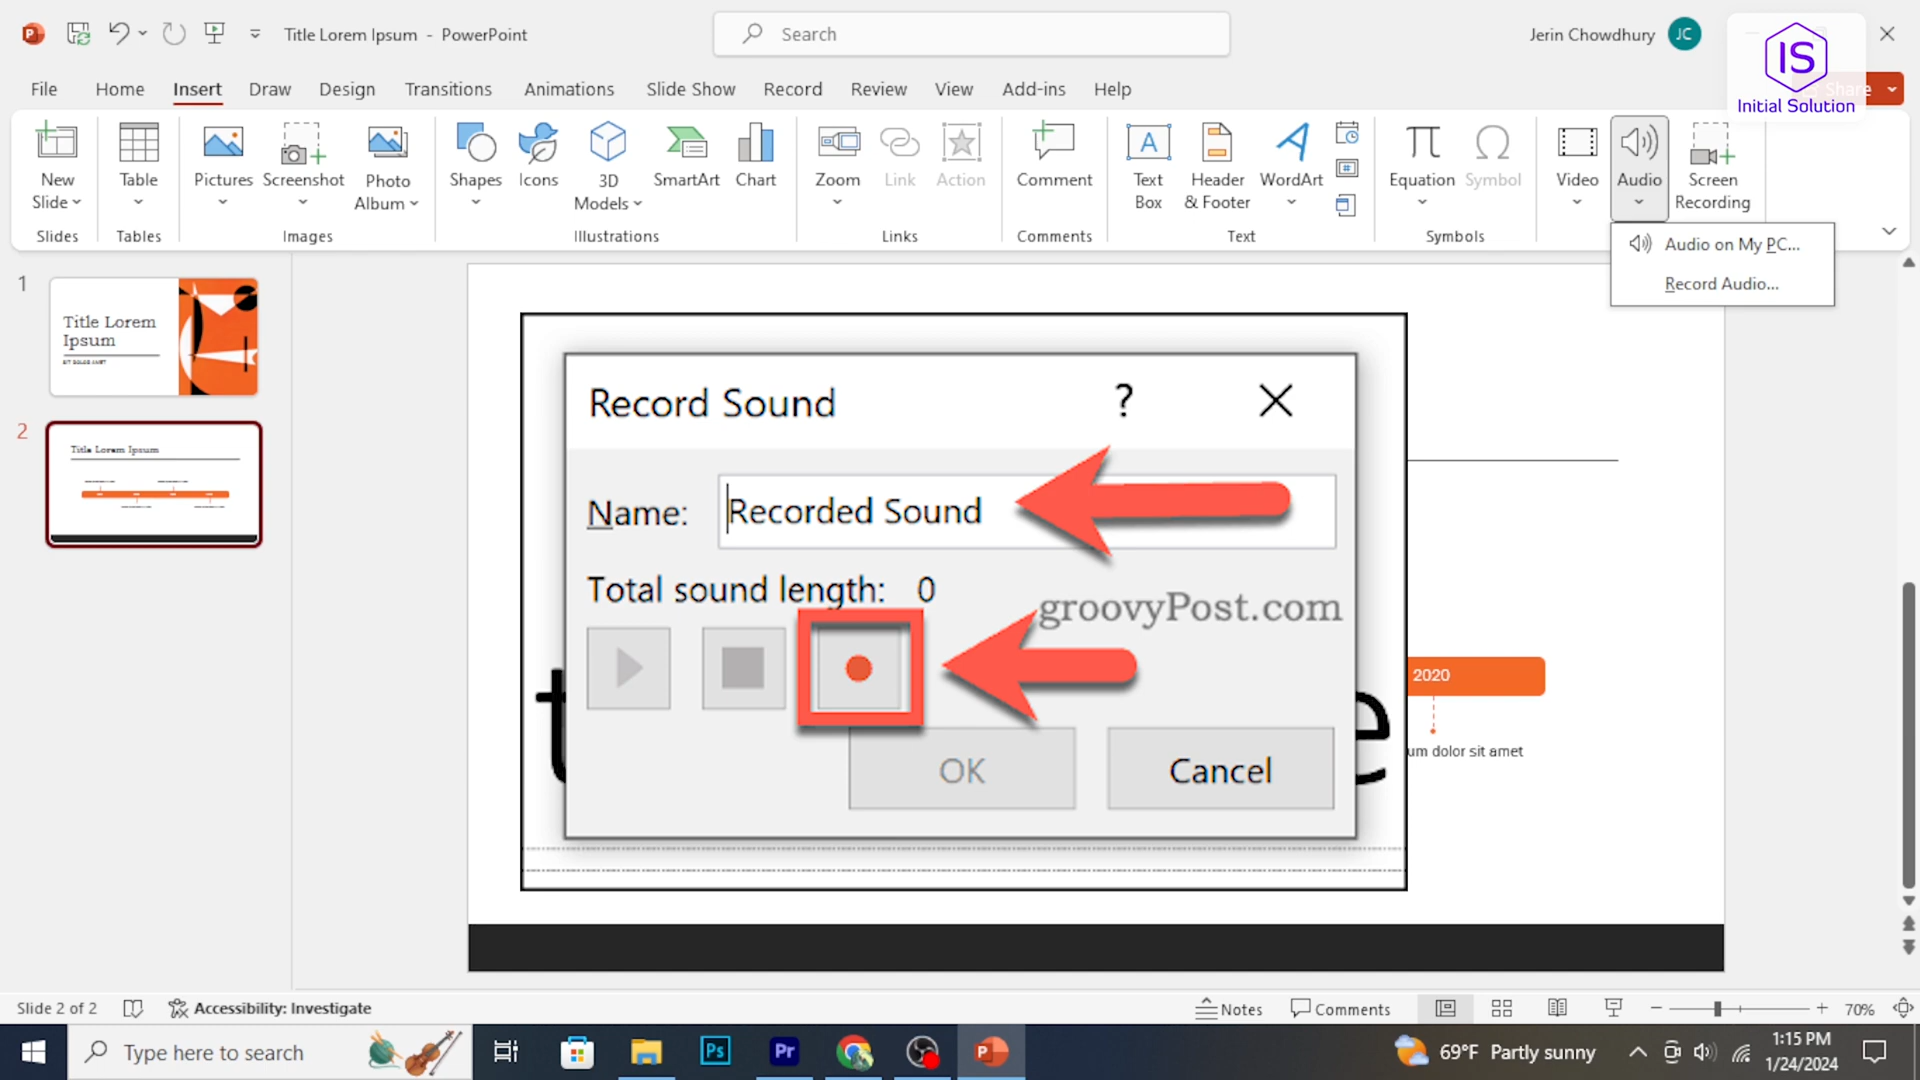 Title Lorem Ipsum - PowerPoint
Search
Jerin Chowdhury JC
IS
Initial Solution
Share
File Home Insert Draw Design Transitions Animations Slide Show Record Review View Add-ins Help
New Slide
Table
Pictures
Screenshot
Photo Album
Shapes
Icons
3D Models
SmartArt
Chart
Zoom
Link
Action
Comment
Text Box
Header & Footer
WordArt
Equation
Symbol
Video
Audio
Screen Recording
Slides Tables Images Illustrations Links Comments Text Symbols
Audio on My PC...
Record Audio...
1
Title Lorem
Ipsum
SIT DOLOR AMET
2
Title Lorem Ipsum
Record Sound ? X
Name: Recorded Sound
Total sound length: 0
groovyPost.com
OK Cancel
t
e
2020
um dolor sit amet
Slide 2 of 2 Accessibility: Investigate Notes Comments 70%
Type here to search
Ps
Pr
69°F Partly sunny
1:15 PM
1/24/2024